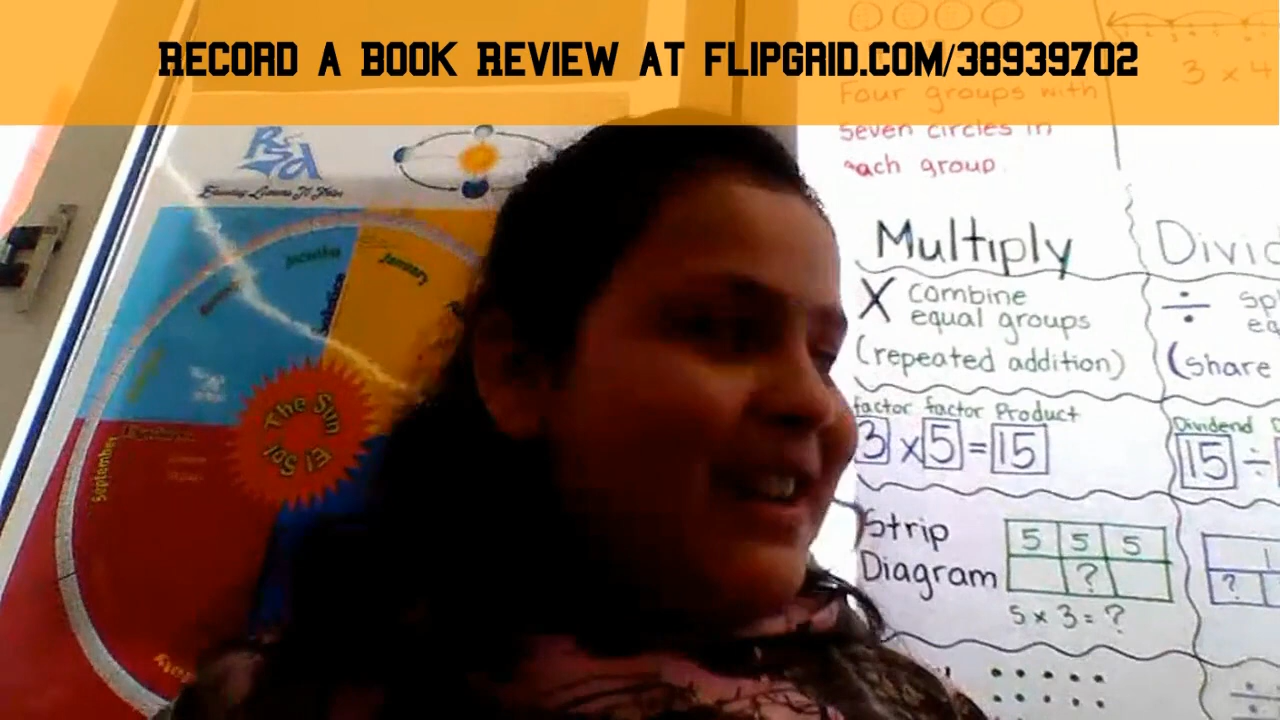 RECORD A BOOK REVIEW AT FLIPGRID.COM/38939702
3 x 4
Four groups with
seven circles in
each group.
The Sun
El Sol
January
September
Multiply
X combine
equal groups
(repeated addition)
factor factor Product
3 x 5 = 15
Strip
Diagram
5 5 5
?
5 x 3 = ?
÷
(share
Dividend
15 ÷
?